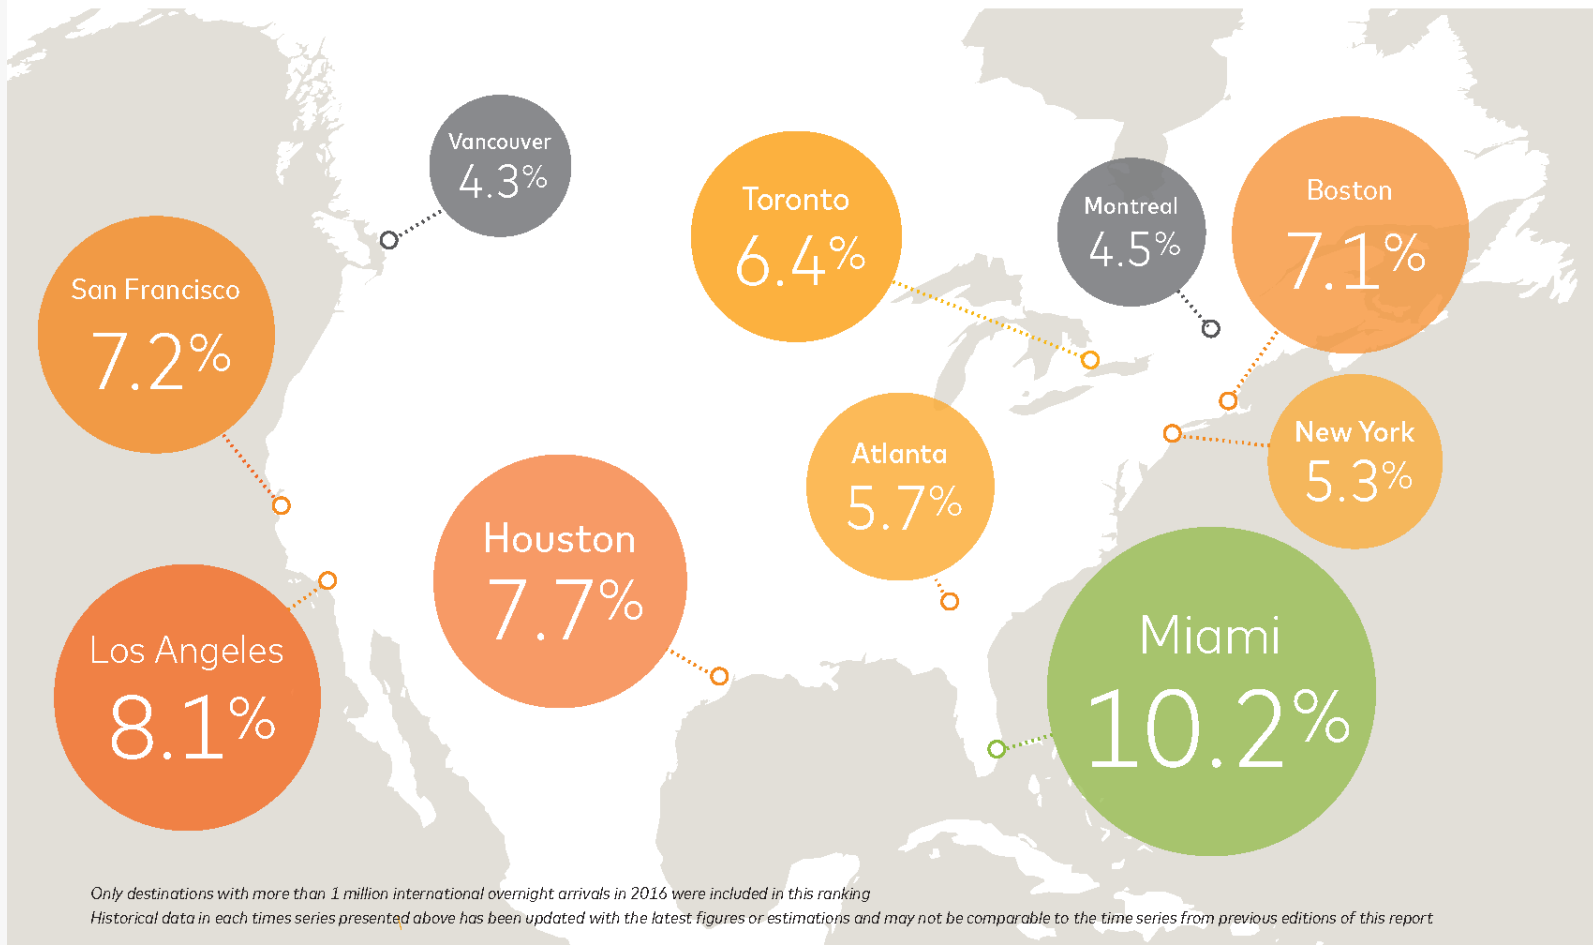 Vancouver
4.3%
Toronto
6.4%
Montreal
4.5%
Boston
7.1%
San Francisco
7.2%
Atlanta
5.7%
New York
5.3%
Houston
7.7%
Los Angeles
8.1%
Miami
10.2%
Only destinations with more than 1 million international overnight arrivals in 2016 were included in this ranking
Historical data in each times series presented above has been updated with the latest figures or estimations and may not be comparable to the time series from previous editions of this report